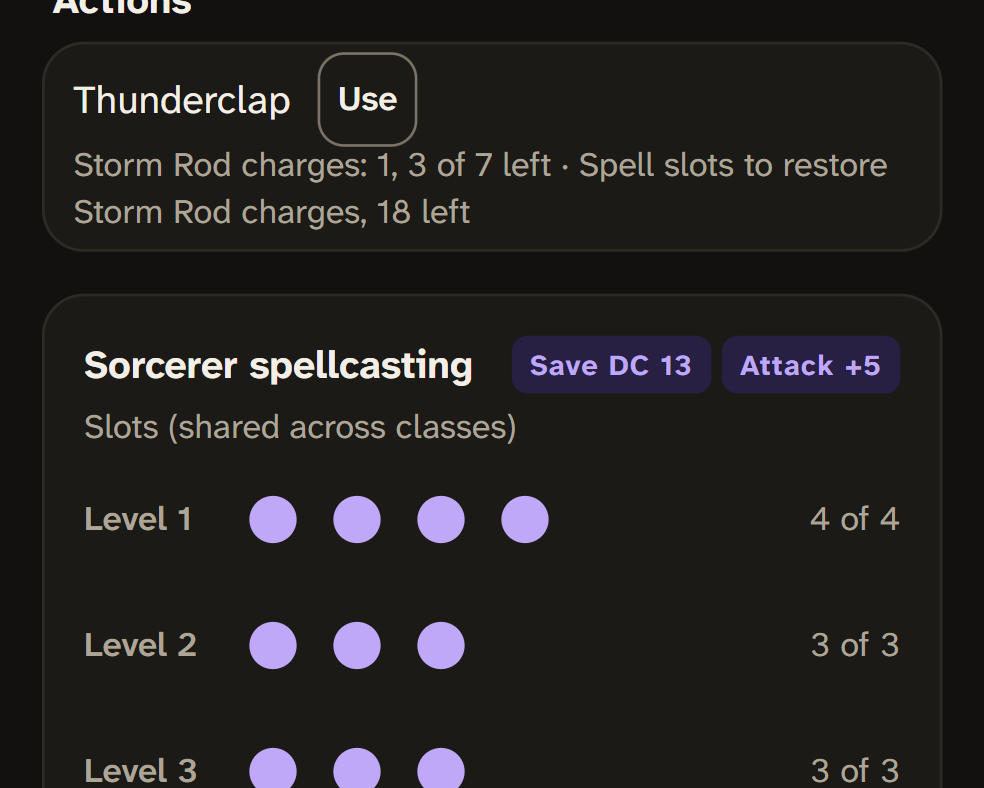 Actions
Thunderclap Use
Storm Rod charges: 1, 3 of 7 left · Spell slots to restore
Storm Rod charges, 18 left
Sorcerer spellcasting Save DC 13 Attack +5
Slots (shared across classes)
Level 1 4 of 4
Level 2 3 of 3
Level 3 3 of 3